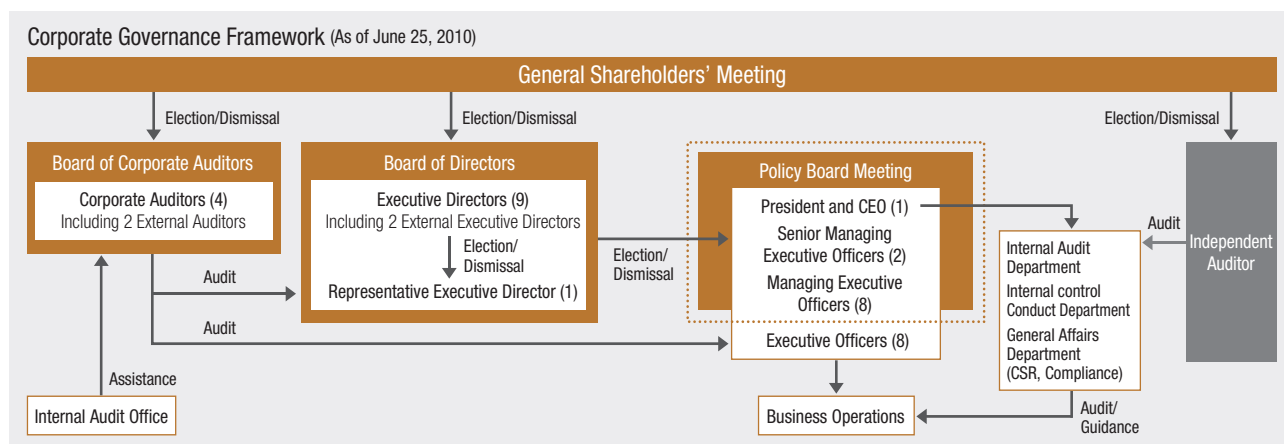 Corporate Governance Framework (As of June 25, 2010)
General Shareholders' Meeting
Election/Dismissal
Election/Dismissal
Election/Dismissal
Board of Corporate Auditors
Corporate Auditors (4)
Including 2 External Auditors
Board of Directors
Executive Directors (9)
Including 2 External Executive Directors
Election/
Dismissal
Representative Executive Director (1)
Election/
Dismissal
Policy Board Meeting
President and CEO (1)
Senior Managing
Executive Officers (2)
Managing Executive
Officers (8)
Executive Officers (8)
Internal Audit
Department
Internal control
Conduct Department
General Affairs
Department
(CSR, Compliance)
Audit
Independent
Auditor
Audit
Audit
Assistance
Internal Audit Office
Business Operations
Audit/
Guidance